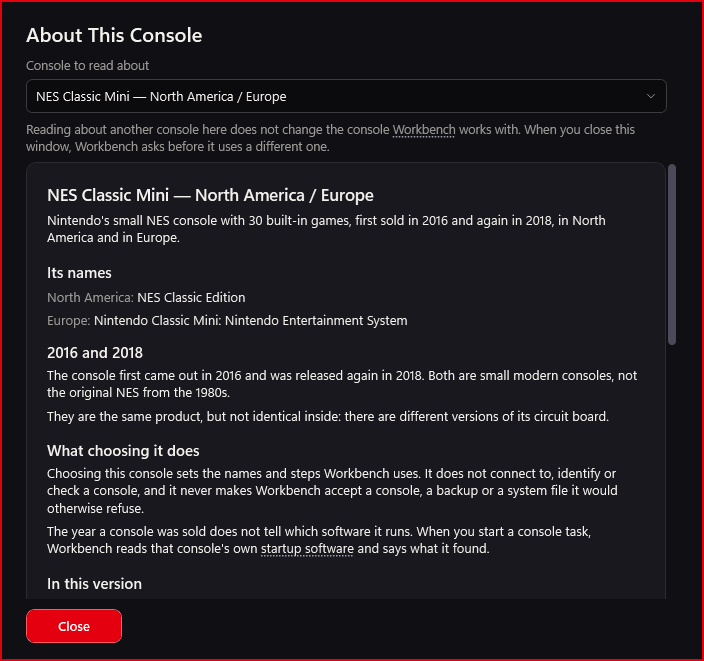 About This Console
Console to read about
NES Classic Mini — North America / Europe
Reading about another console here does not change the console Workbench works with. When you close this
window, Workbench asks before it uses a different one.
NES Classic Mini — North America / Europe
Nintendo's small NES console with 30 built-in games, first sold in 2016 and again in 2018, in North
America and in Europe.
Its names
North America: NES Classic Edition
Europe: Nintendo Classic Mini: Nintendo Entertainment System
2016 and 2018
The console first came out in 2016 and was released again in 2018. Both are small modern consoles, not
the original NES from the 1980s.
They are the same product, but not identical inside: there are different versions of its circuit board.
What choosing it does
Choosing this console sets the names and steps Workbench uses. It does not connect to, identify or
check a console, and it never makes Workbench accept a console, a backup or a system file it would
otherwise refuse.
The year a console was sold does not tell which software it runs. When you start a console task,
Workbench reads that console's own startup software and says what it found.
In this version
Close